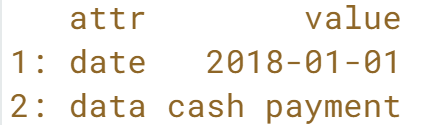 attr value
1: date 2018-01-01
2: data cash payment